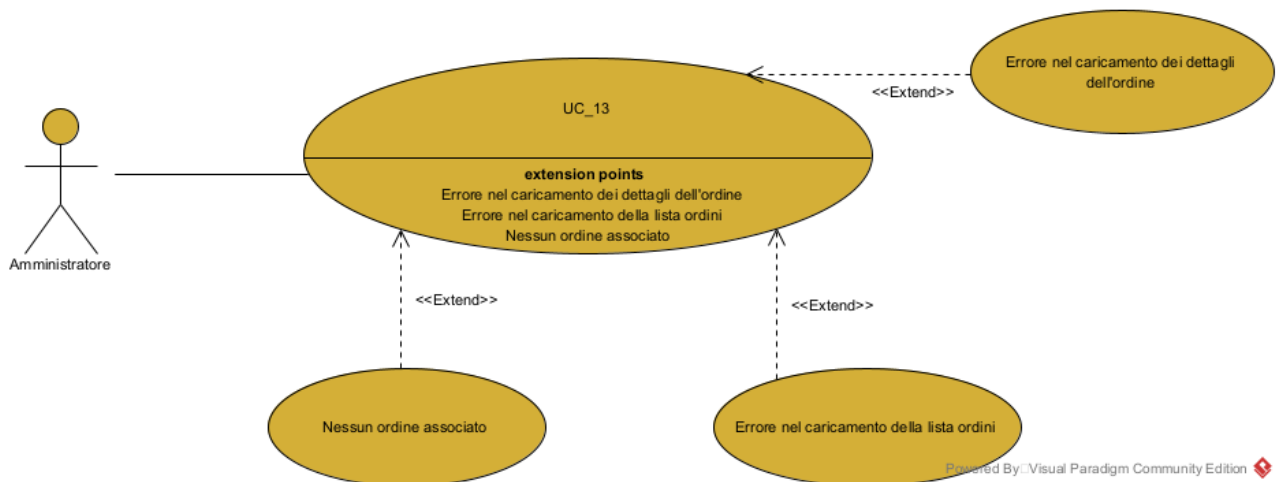 Errore nel caricamento dei dettagli
dell'ordine
<<Extend>>
UC_13
extension points
Errore nel caricamento dei dettagli dell'ordine
Errore nel caricamento della lista ordini
Nessun ordine associato
Amministratore
<<Extend>>
<<Extend>>
Nessun ordine associato
Errore nel caricamento della lista ordini
Powered By Visual Paradigm Community Edition